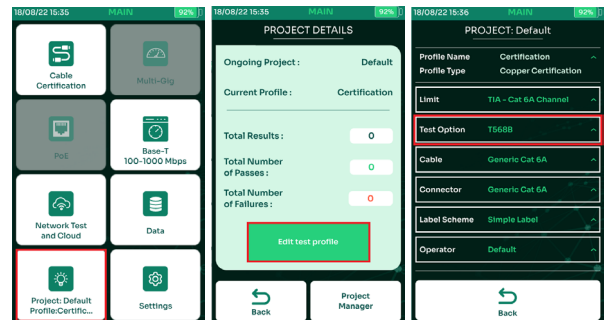 18/08/22 15:35 MAIN 92%
Cable
Certification
Multi-Gig
PoE
Base-T
100-1000 Mbps
Network Test
and Cloud
Data
Project: Default
Profile:Certific...
Settings
18/08/22 15:35 MAIN 92%
PROJECT DETAILS
Ongoing Project : Default
Current Profile : Certification
Total Results : 0
Total Number
of Passes : 0
Total Number
of Failures : 0
Edit test profile
Back
Project
Manager
18/08/22 15:36 MAIN 92%
PROJECT: Default
Profile Name Certification
Profile Type Copper Certification
Limit TIA - Cat 6A Channel
Test Option T568B
Cable Generic Cat 6A
Connector Generic Cat 6A
Label Scheme Simple Label
Operator Default
Back